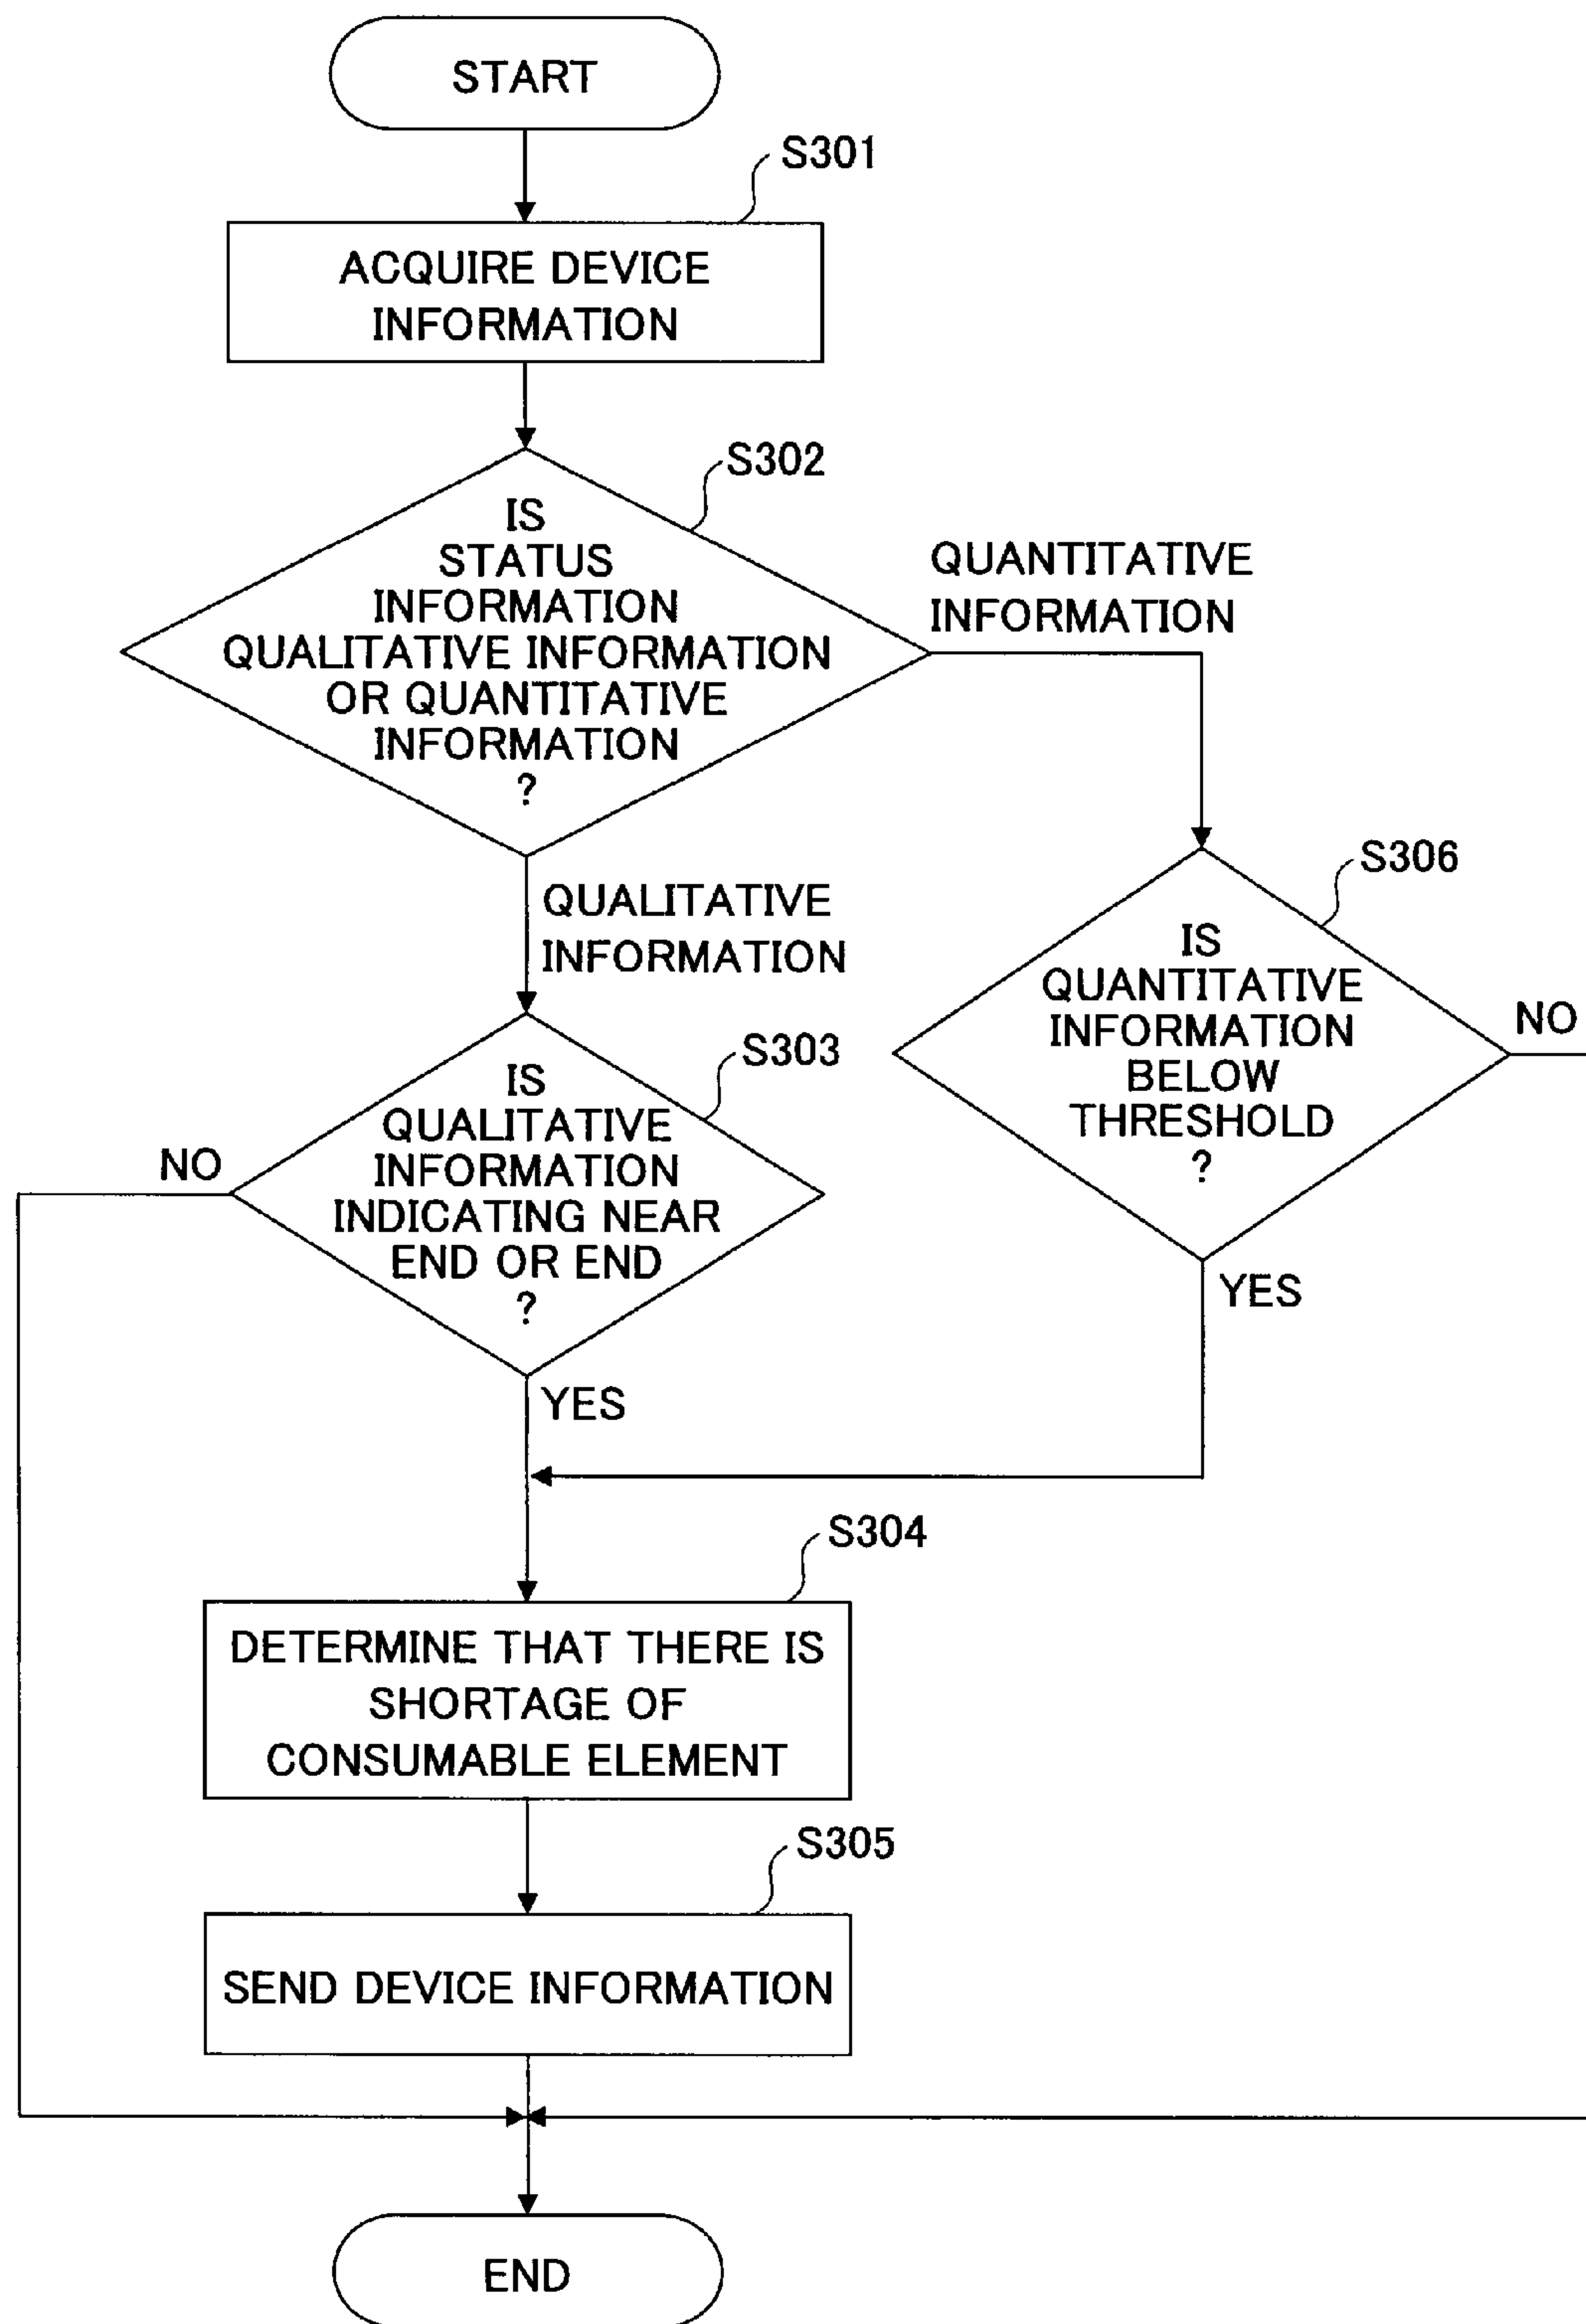 START
S301
ACQUIRE DEVICE
INFORMATION
S302
IS
STATUS
INFORMATION
QUALITATIVE INFORMATION
OR QUANTITATIVE
INFORMATION
?
QUANTITATIVE
INFORMATION
QUALITATIVE
INFORMATION
S306
IS
QUANTITATIVE
INFORMATION
BELOW
THRESHOLD
?
NO
YES
S303
IS
QUALITATIVE
INFORMATION
INDICATING NEAR
END OR END
?
NO
YES
S304
DETERMINE THAT THERE IS
SHORTAGE OF
CONSUMABLE ELEMENT
S305
SEND DEVICE INFORMATION
END